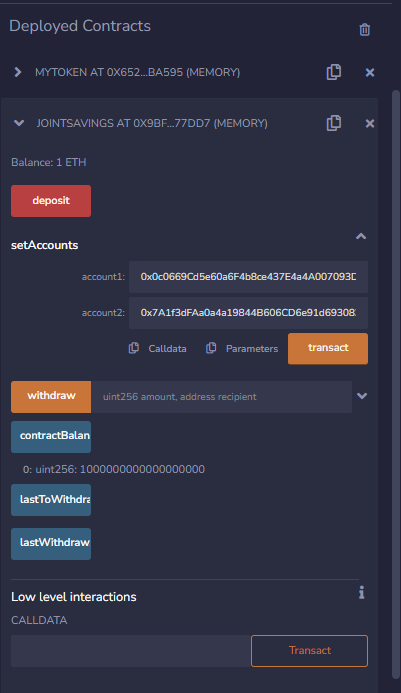 Deployed Contracts
MYTOKEN AT 0X652...BA595 (MEMORY)
JOINTSAVINGS AT 0X9BF...77DD7 (MEMORY)
Balance: 1 ETH
deposit
setAccounts
account1: 0x0c0669Cd5e60a6F4b8ce437E4a4A007093D
account2: 0x7A1f3dFAa0a4a19844B606CD6e91d69308
Calldata Parameters transact
withdraw uint256 amount, address recipient
contractBalan
0: uint256: 1000000000000000000
lastToWithdra
lastWithdraw
Low level interactions
CALLDATA
Transact